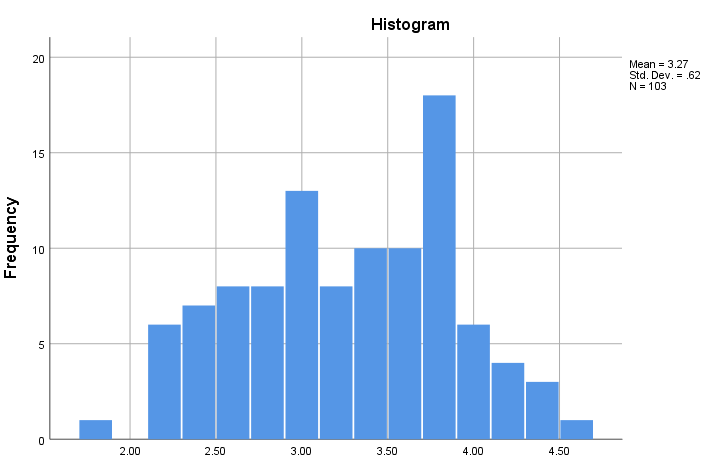 Histogram
Mean = 3.27
Std. Dev. = .62
N = 103
Frequency
20
15
10
5
0
2.00 2.50 3.00 3.50 4.00 4.50